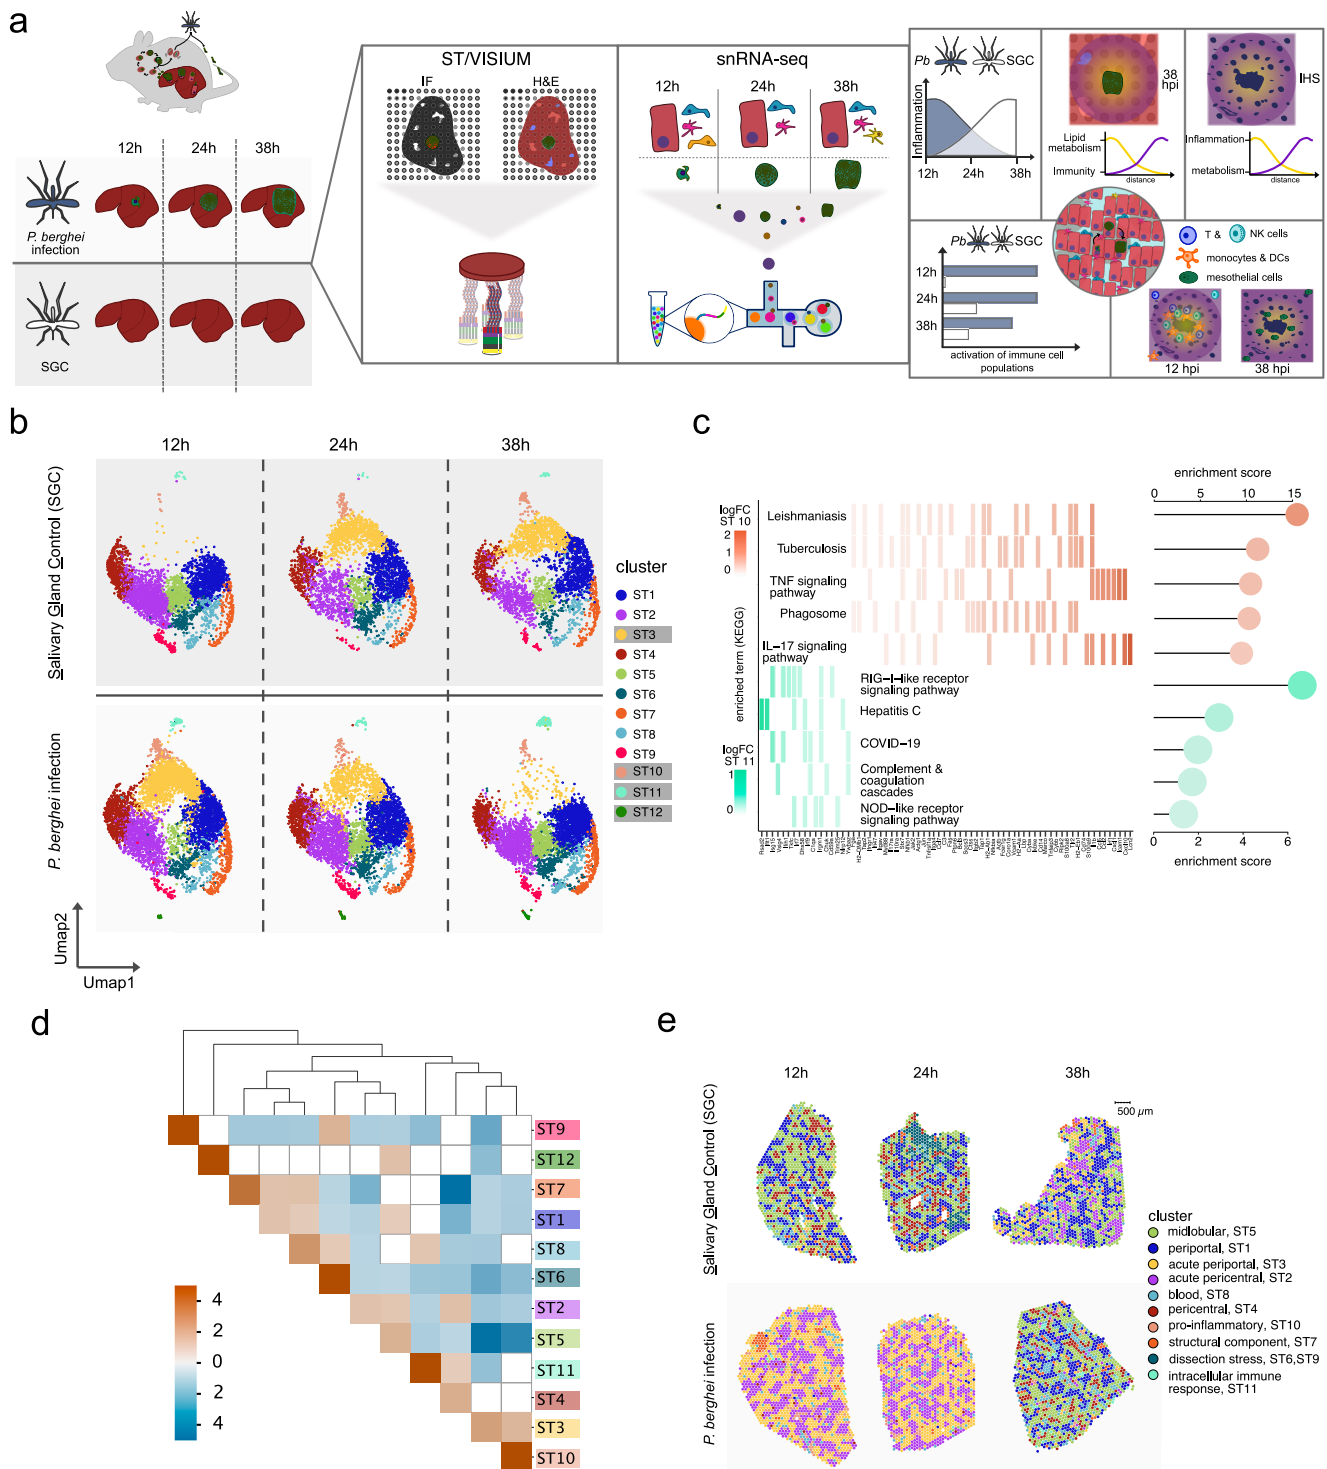 a
12h
24h
38h
P. berghei
infection
SGC
ST/VISIUM
IF
H&E
snRNA-seq
12h
24h
38h
Pb
SGC
Inflammation
12h
24h
38h
38
hpi
Lipid
metabolism
Immunity
distance
IHS
Inflammation
metabolism
distance
Pb
SGC
12h
24h
38h
activation of immune cell
populations
T &
NK cells
monocytes & DCs
mesothelial cells
12 hpi
38 hpi
b
12h
24h
38h
Salivary Gland Control (SGC)
P. berghei infection
Umap2
Umap1
cluster
ST1
ST2
ST3
ST4
ST5
ST6
ST7
ST8
ST9
ST10
ST11
ST12
c
logFC
ST 10
2
1
0
enriched term (KEGG)
logFC
ST 11
1
0
Leishmaniasis
Tuberculosis
TNF signaling
pathway
Phagosome
IL-17 signaling
pathway
RIG-I-like receptor
signaling pathway
Hepatitis C
COVID-19
Complement &
coagulation
cascades
NOD-like receptor
signaling pathway
enrichment score
0
5
10
15
0
2
4
6
enrichment score
d
ST9
ST12
ST7
ST1
ST8
ST6
ST2
ST5
ST11
ST4
ST3
ST10
4
2
0
2
4
e
12h
24h
38h
500 µm
Salivary Gland Control (SGC)
P. berghei infection
cluster
midlobular, ST5
periportal, ST1
acute periportal, ST3
acute pericentral, ST2
blood, ST8
pericentral, ST4
pro-inflammatory, ST10
structural component, ST7
dissection stress, ST6,ST9
intracellular immune
response, ST11